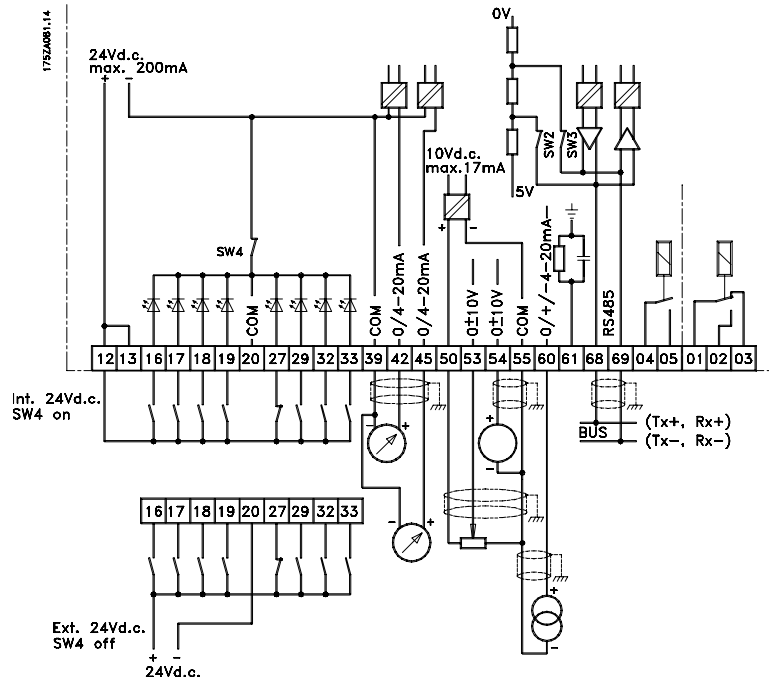 175ZA081.14
24Vd.c.
max. 200mA
+ −
0V
5V
SW2
SW3
10Vd.c.
max.17mA
+ −
SW4
COM
COM
0/4−20mA
0/4−20mA
0±10V
0±10V
COM
0/+/−4−20mA
RS485
12 13 16 17 18 19 20 27 29 32 33 39 42 45 50 53 54 55 60 61 68 69 04 05 01 02 03
Int. 24Vd.c.
SW4 on
− +
+
−
(Tx+, Rx+)
BUS
(Tx−, Rx−)
16 17 18 19 20 27 29 32 33
− +
+
−
Ext. 24Vd.c.
SW4 off
+ −
24Vd.c.